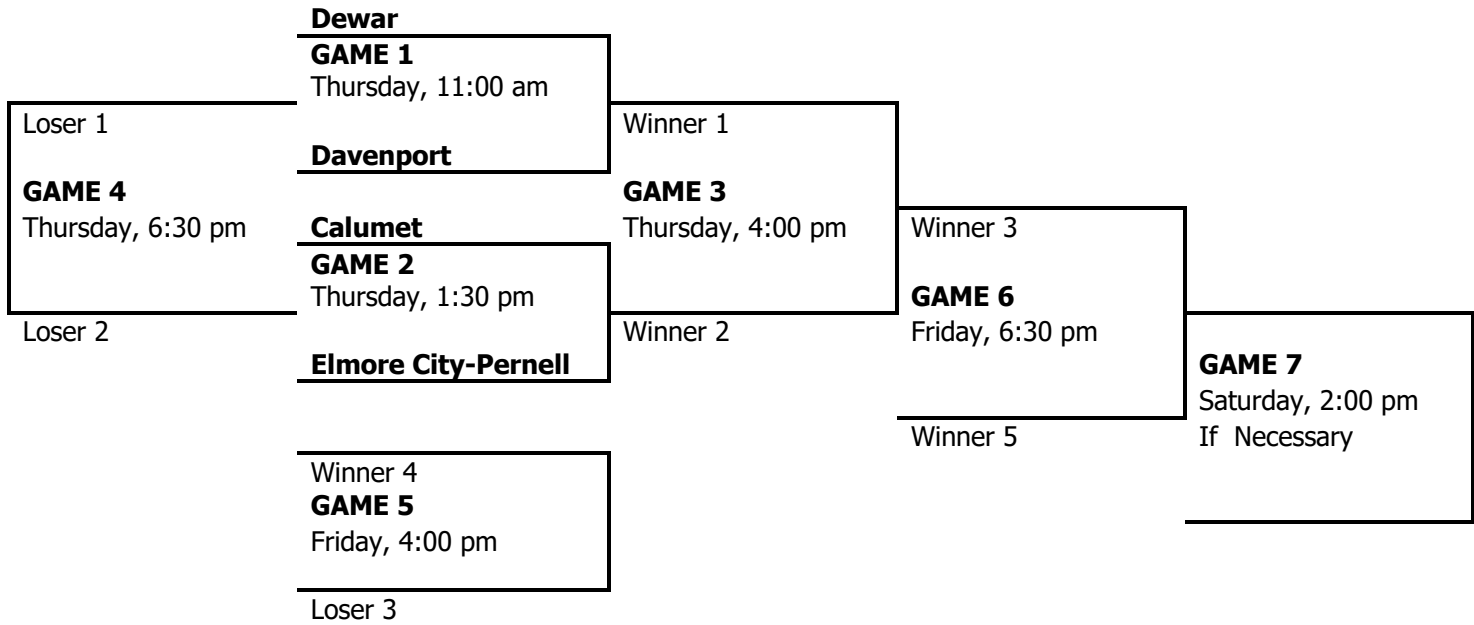 Dewar
GAME 1
Thursday, 11:00 am
Loser 1
Winner 1
Davenport
GAME 4
GAME 3
Thursday, 6:30 pm
Calumet
Thursday, 4:00 pm
Winner 3
GAME 2
Thursday, 1:30 pm
GAME 6
Loser 2
Winner 2
Friday, 6:30 pm
Elmore City-Pernell
GAME 7
Saturday, 2:00 pm
Winner 5
If Necessary
Winner 4
GAME 5
Friday, 4:00 pm
Loser 3